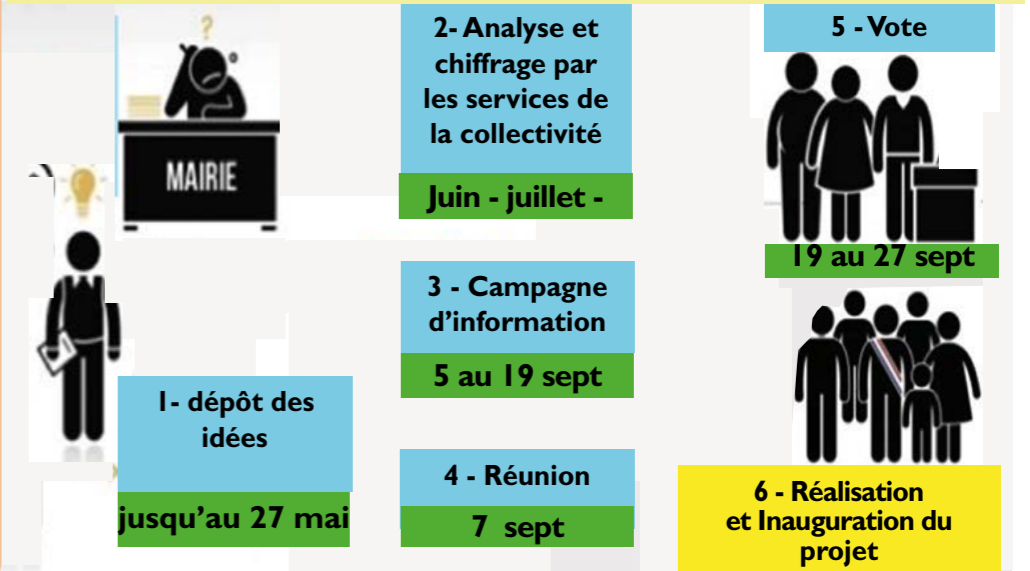 ?
MAIRIE
1- dépôt des
idées
jusqu’au 27 mai
2- Analyse et
chiffrage par
les services de
la collectivité
Juin - juillet -
3 - Campagne
d’information
5 au 19 sept
4 - Réunion
7 sept
5 - Vote
19 au 27 sept
6 - Réalisation
et Inauguration du
projet